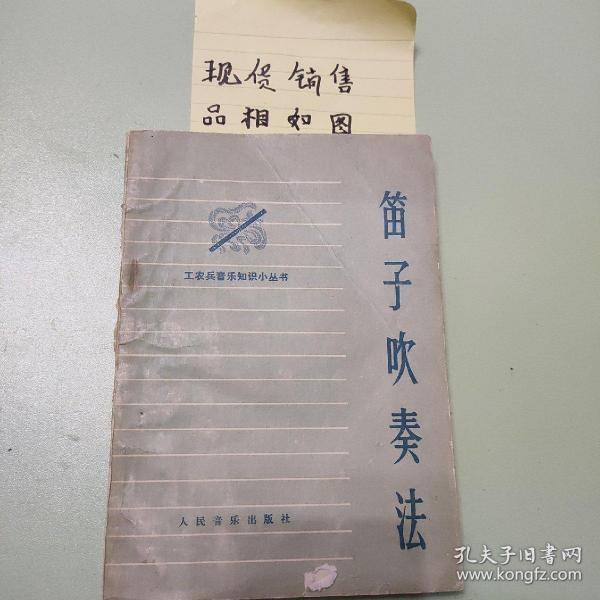 现货销售
品相如图
笛子吹奏法
工农兵音乐知识小丛书
人民音乐出版社
孔夫子旧书网
www.kongfz.com